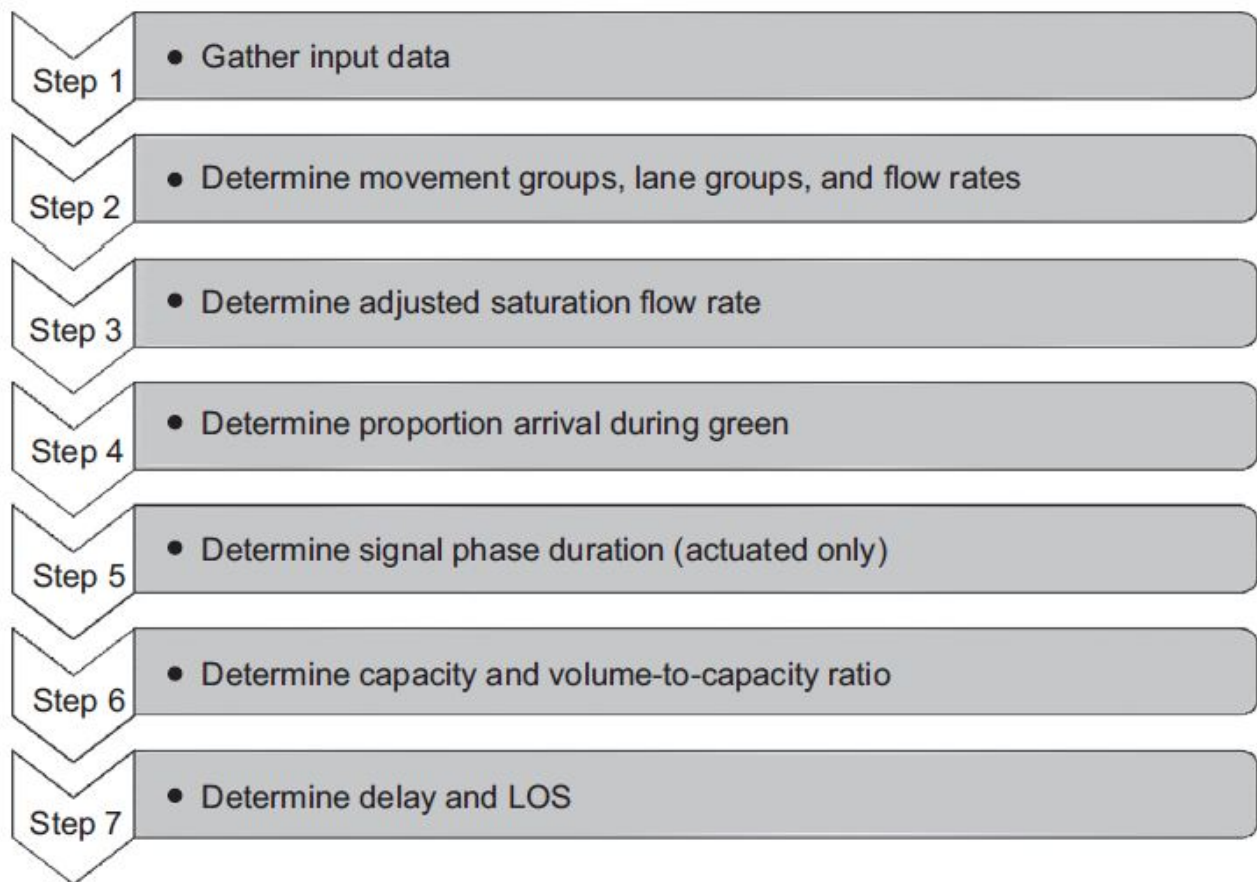 Step 1
• Gather input data
Step 2
• Determine movement groups, lane groups, and flow rates
Step 3
• Determine adjusted saturation flow rate
Step 4
• Determine proportion arrival during green
Step 5
• Determine signal phase duration (actuated only)
Step 6
• Determine capacity and volume-to-capacity ratio
Step 7
• Determine delay and LOS